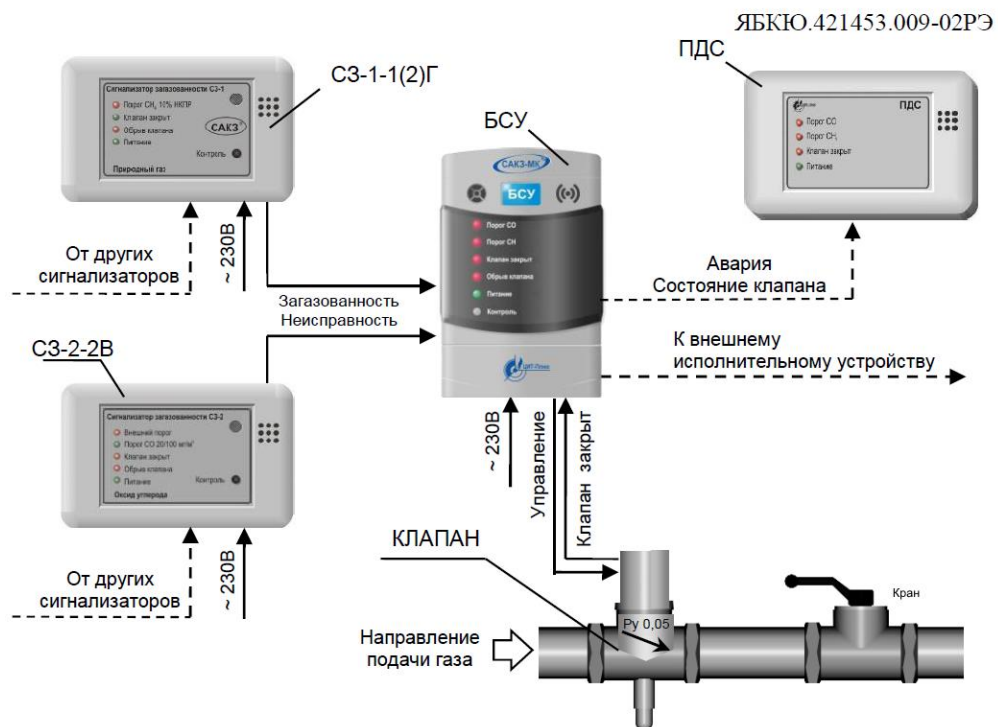 ЯБКЮ.421453.009-02РЭ
ПДС
СЗ-1-1(2)Г
БСУ
Сигнализатор загазованности СЗ-1
Порог CH₄ 10% НКПР
Клапан закрыт
Обрыв клапана
Питание
САКЗ®
Контроль
Природный газ
САКЗ-МК®
БСУ
Порог СО
Порог СН
Клапан закрыт
Обрыв клапана
Питание
Контроль
ЦИТ-Плюс
ПДС
Порог СО
Порог СН₄
Клапан закрыт
Питание
От других
сигнализаторов
~ 230В
Загазованность
Неисправность
Авария
Состояние клапана
К внешнему
исполнительному устройству
СЗ-2-2В
Сигнализатор загазованности СЗ-2
Внешний порог
Порог СО 20/100 мг/м³
Клапан закрыт
Обрыв клапана
Питание
Контроль
Оксид углерода
От других
сигнализаторов
~ 230В
~ 230В
Управление
Клапан закрыт
КЛАПАН
Ру 0,05
Кран
Направление
подачи газа